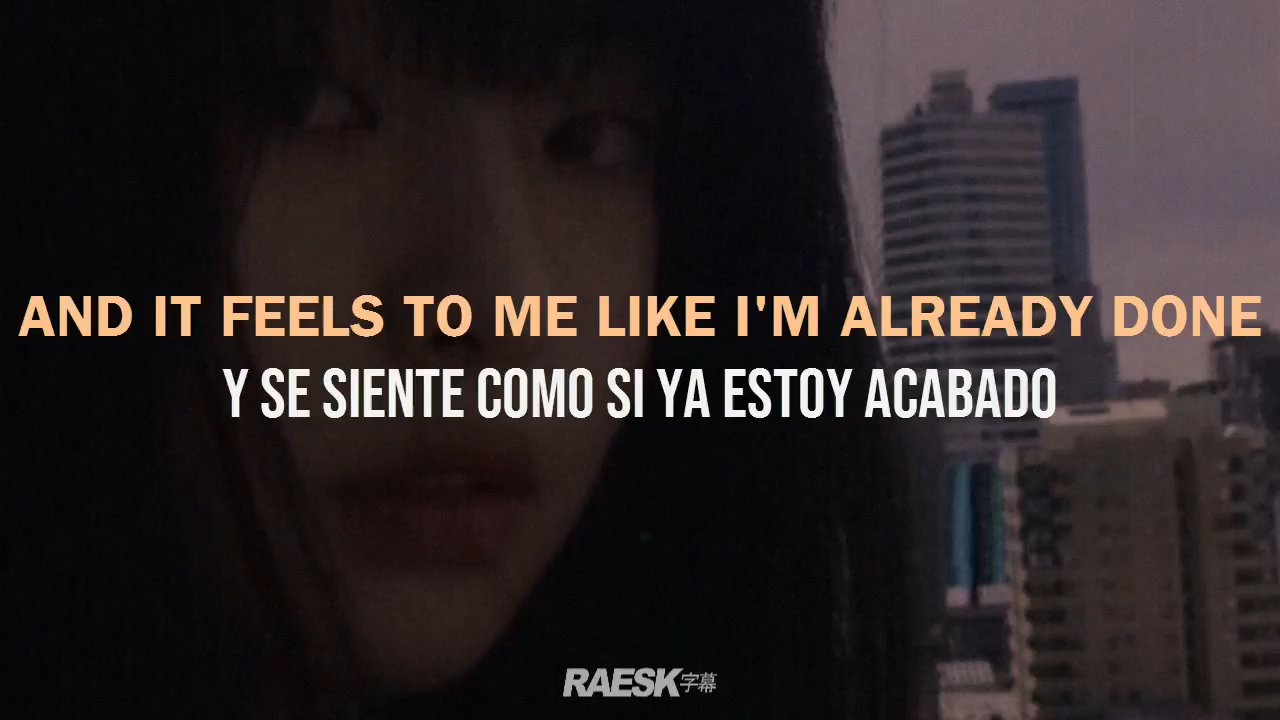 AND IT FEELS TO ME LIKE I'M ALREADY DONE
Y SE SIENTE COMO SI YA ESTOY ACABADO
RAESK字幕